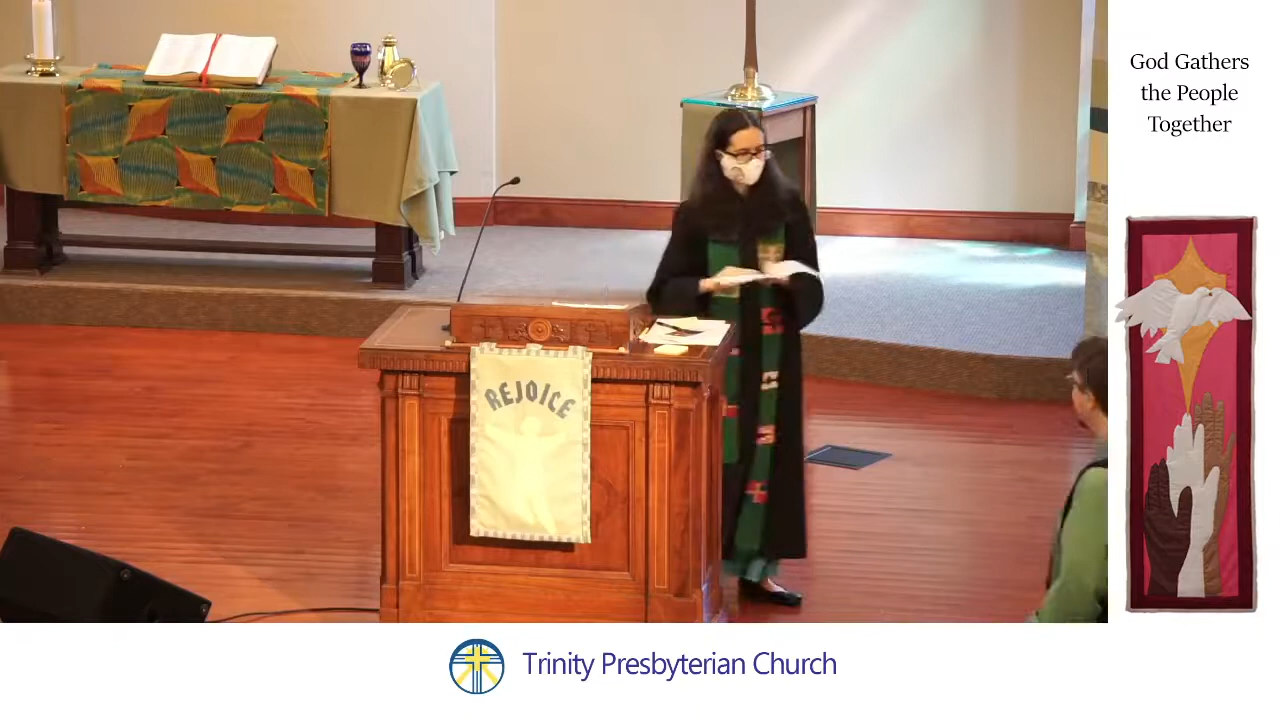 God Gathers
the People
Together
REJOICE
Trinity Presbyterian Church